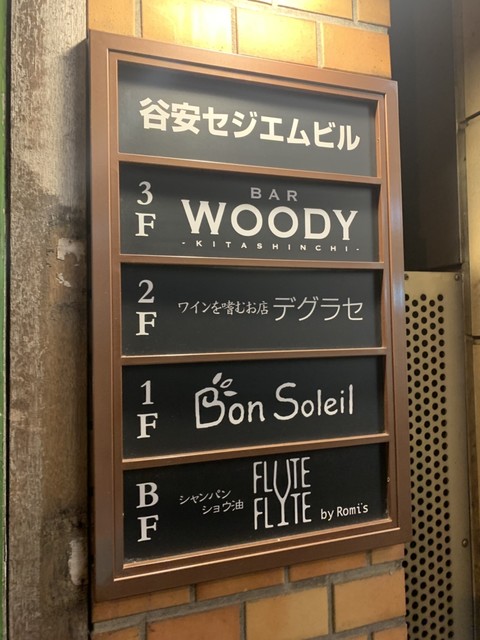 谷安セジエムビル
3F
BAR
WOODY
-KITASHINCHI-
2F
ワインを嗜むお店 デグラセ
1F
Bon Soleil
BF
シャンパン
ショウ油
FLUTE
FLYTE
by Romi's